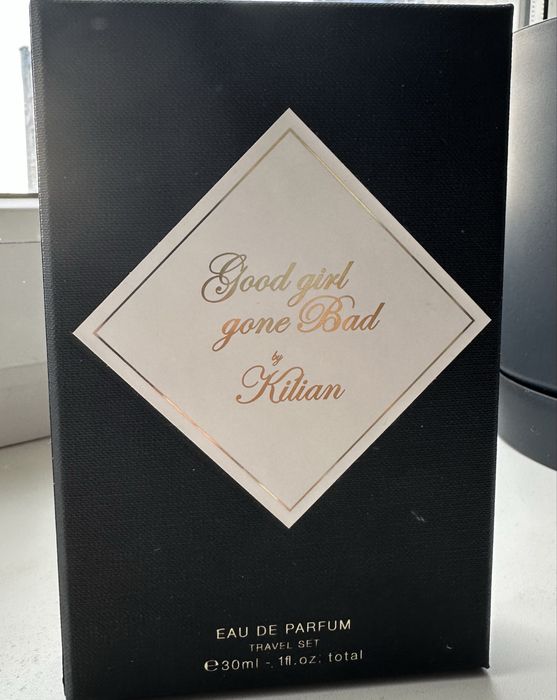 Good girl
gone Bad
by
Kilian
EAU DE PARFUM
TRAVEL SET
℮30ml - 1fl.oz. total